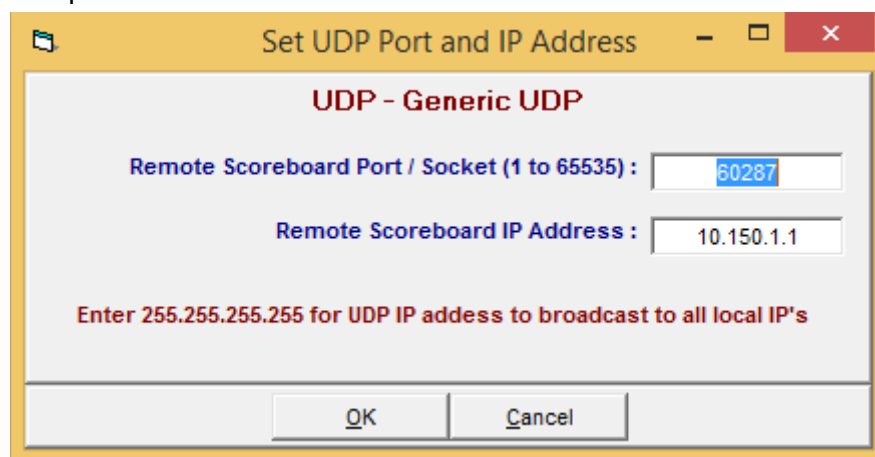 Set UDP Port and IP Address
UDP - Generic UDP
Remote Scoreboard Port / Socket (1 to 65535) : 60287
Remote Scoreboard IP Address : 10.150.1.1
Enter 255.255.255.255 for UDP IP addess to broadcast to all local IP's
OK Cancel